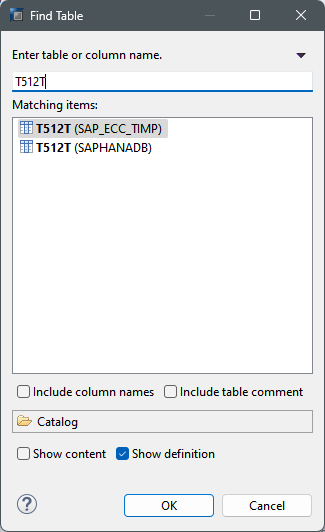 Find Table
Enter table or column name.
T512T
Matching items:
T512T (SAP_ECC_TIMP)
T512T (SAPHANADB)
Include column names Include table comment
Catalog
Show content Show definition
? OK Cancel